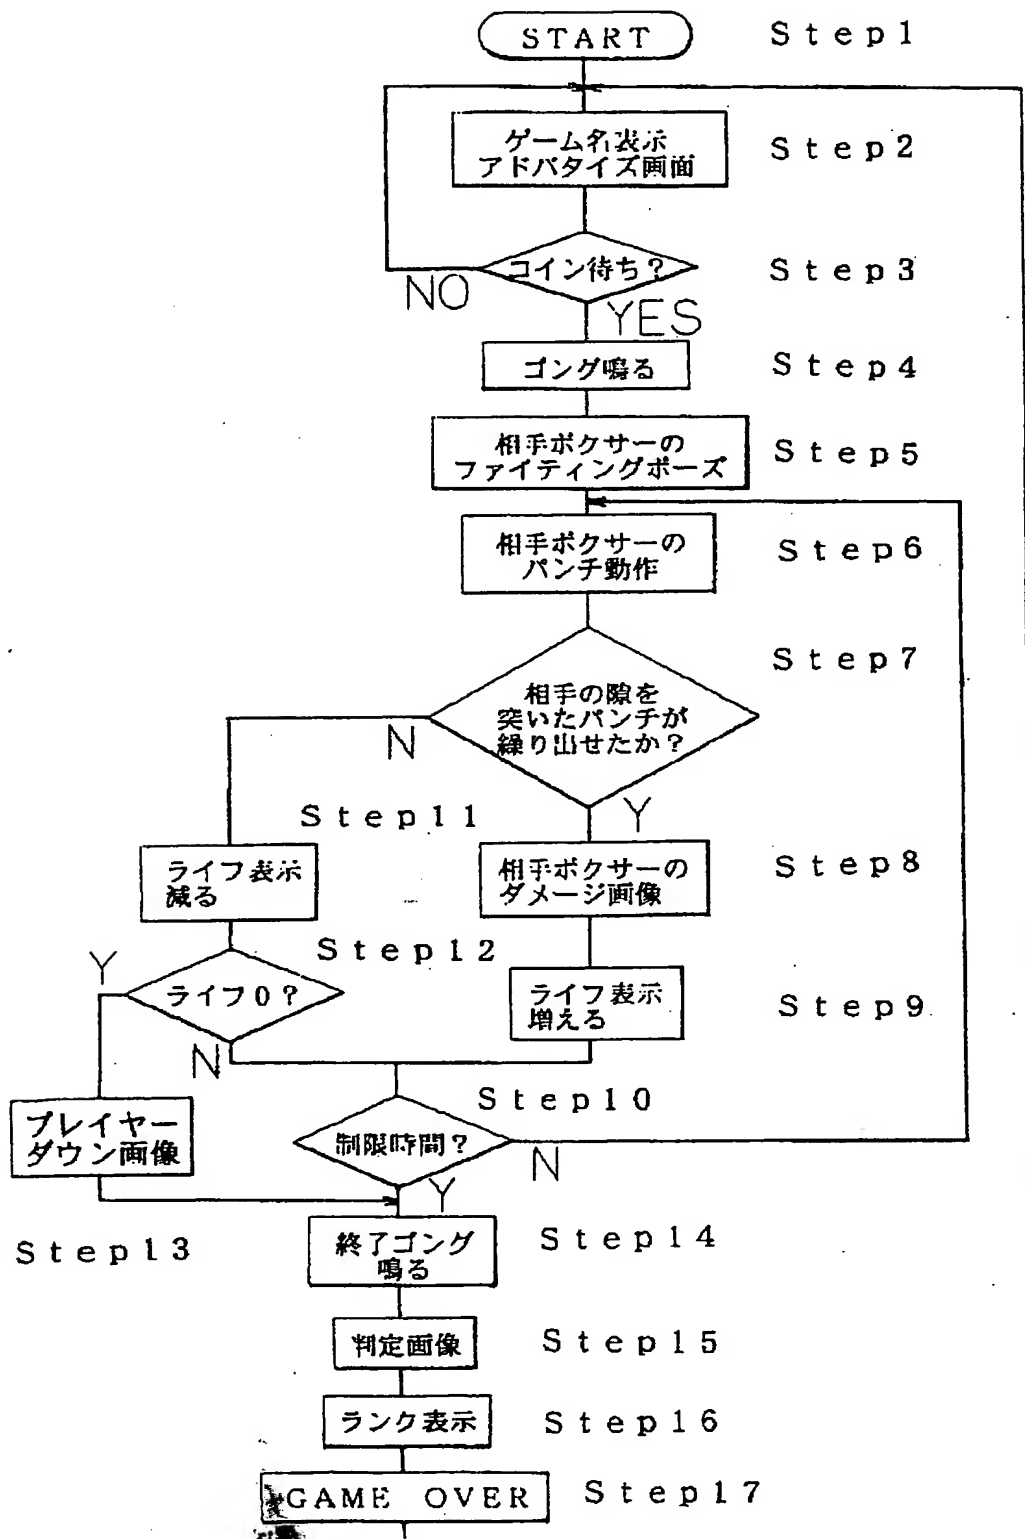 START
Step1
ゲーム名表示
アドバタイズ画面
Step2
コイン待ち?
Step3
NO
YES
ゴング鳴る
Step4
相手ボクサーの
ファイティングポーズ
Step5
相手ボクサーの
パンチ動作
Step6
Step7
相手の隙を
突いたパンチが
繰り出せたか?
N
Y
Step11
ライフ表示
減る
相手ボクサーの
ダメージ画像
Step8
Step12
Y
ライフ0?
N
ライフ表示
増える
Step9
Step10
プレイヤー
ダウン画像
制限時間?
N
Y
Step13
終了ゴング
鳴る
Step14
判定画像
Step15
ランク表示
Step16
GAME OVER
Step17